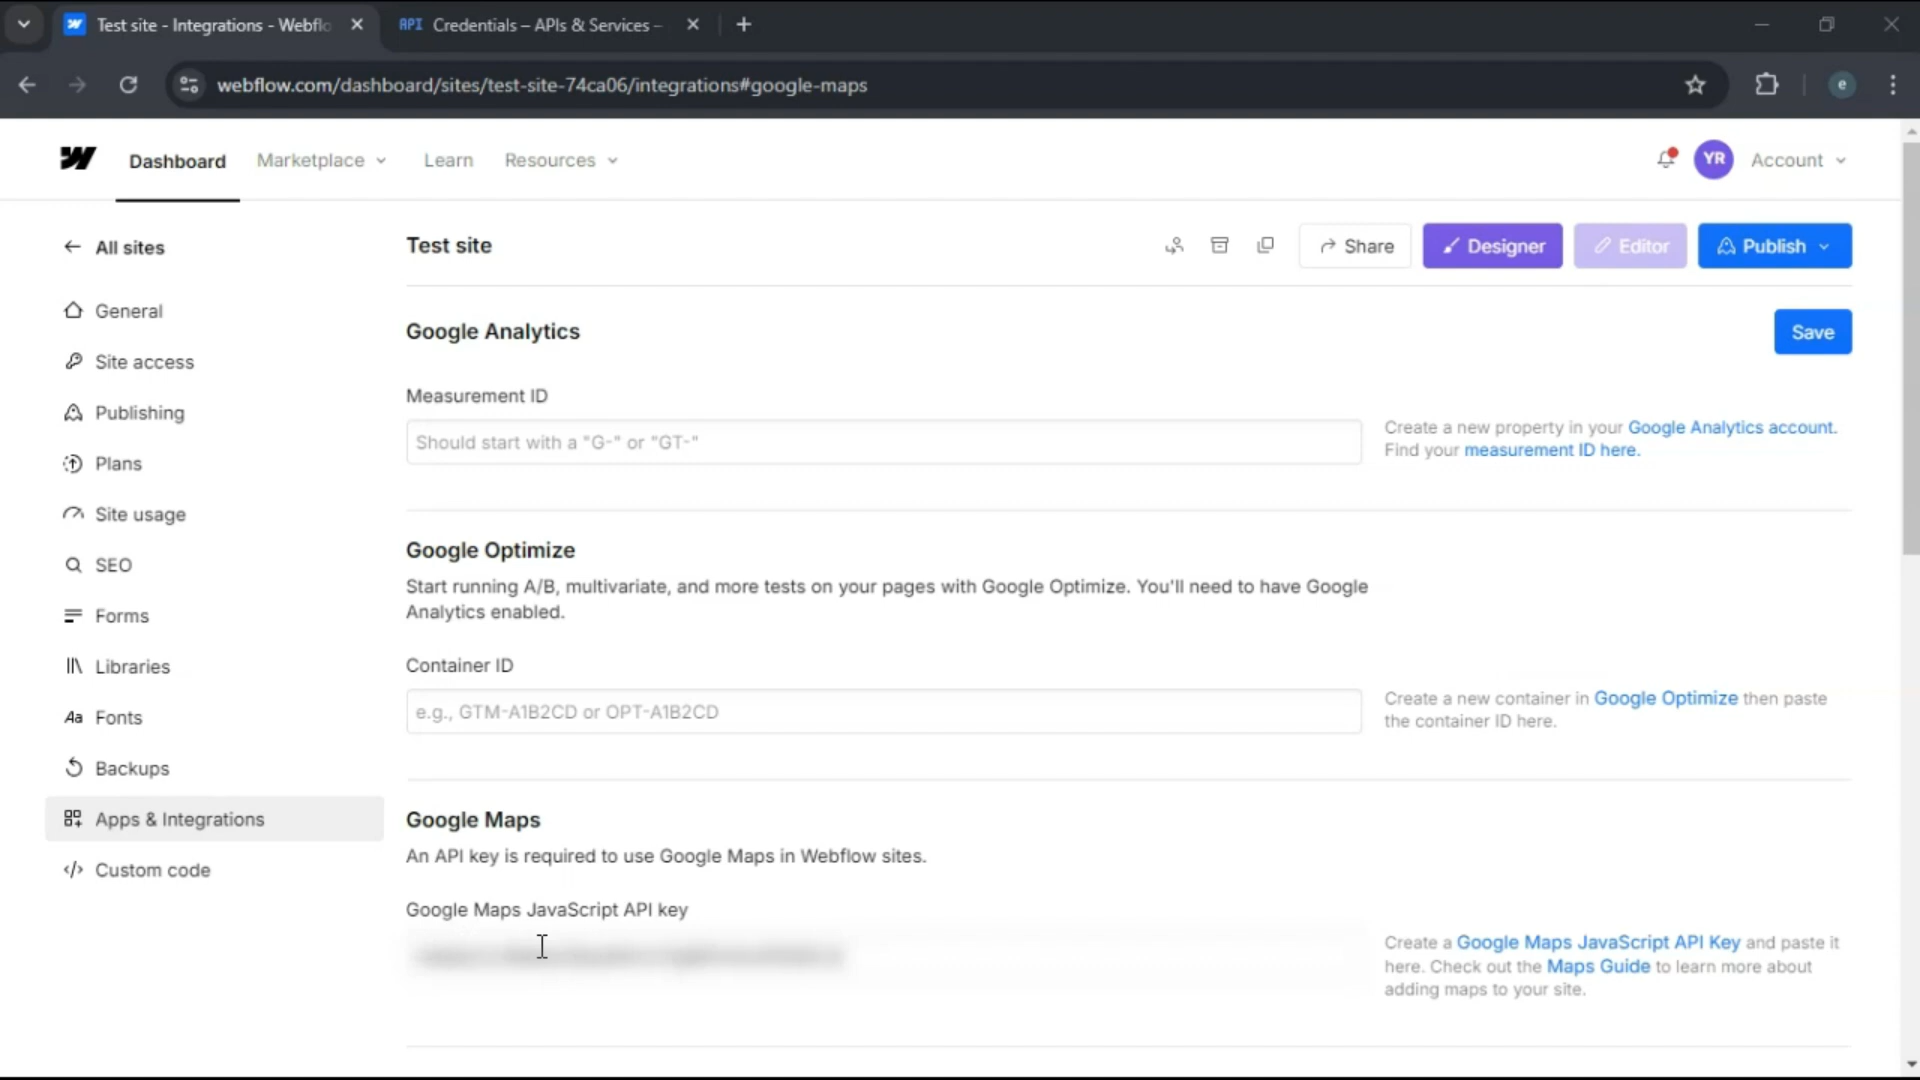 Test site - Integrations - Webflo
API Credentials – APIs & Services –
webflow.com/dashboard/sites/test-site-74ca06/integrations#google-maps
e
Dashboard Marketplace Learn Resources
YR Account
All sites
General
Site access
Publishing
Plans
Site usage
SEO
Forms
Libraries
Aa Fonts
Backups
Apps & Integrations
</> Custom code
Test site
Share Designer Editor Publish
Google Analytics
Save
Measurement ID
Should start with a "G-" or "GT-"
Create a new property in your Google Analytics account.
Find your measurement ID here.
Google Optimize
Start running A/B, multivariate, and more tests on your pages with Google Optimize. You'll need to have Google
Analytics enabled.
Container ID
e.g., GTM-A1B2CD or OPT-A1B2CD
Create a new container in Google Optimize then paste
the container ID here.
Google Maps
An API key is required to use Google Maps in Webflow sites.
Google Maps JavaScript API key
Create a Google Maps JavaScript API Key and paste it
here. Check out the Maps Guide to learn more about
adding maps to your site.